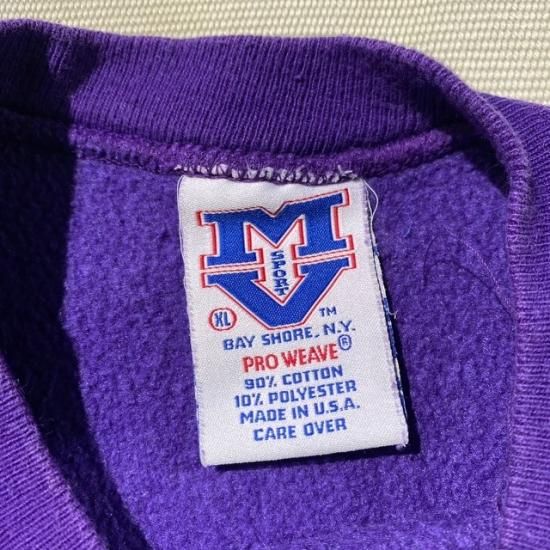 MV
SPORT
XL
TM
BAY SHORE, N.Y.
PRO WEAVE®
90% COTTON
10% POLYESTER
MADE IN U.S.A.
CARE OVER